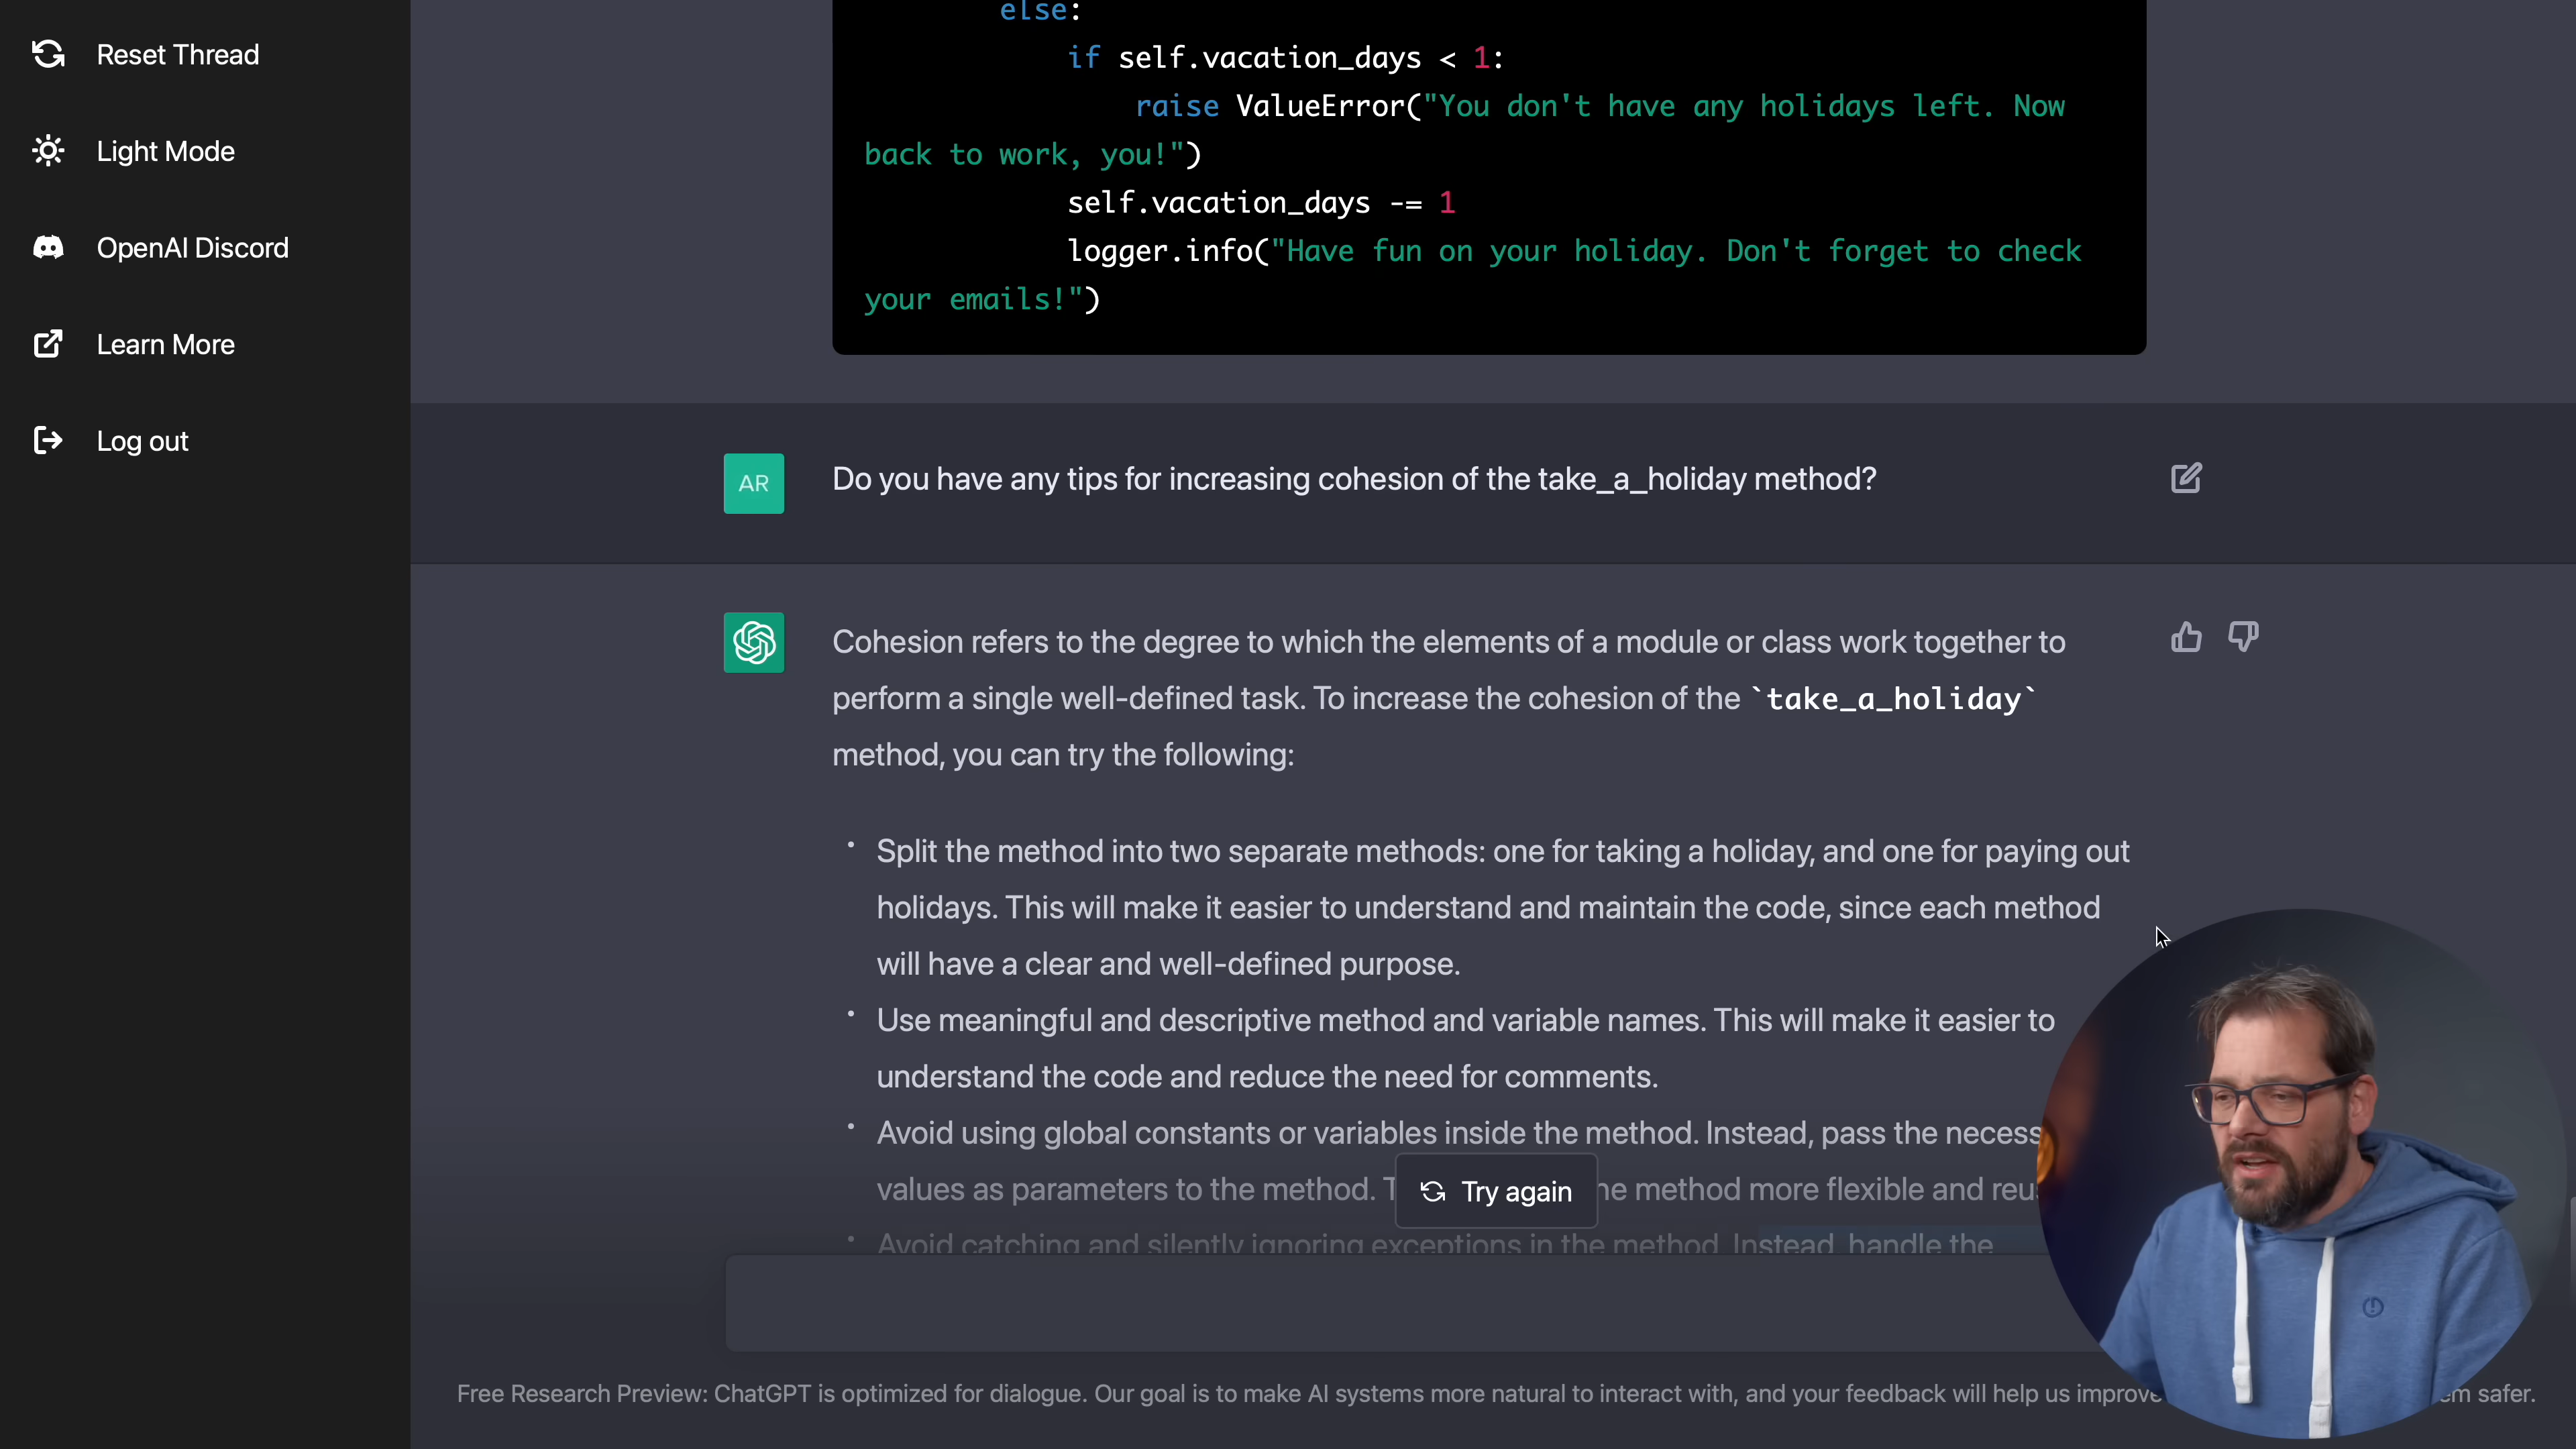 Reset Thread
Light Mode
OpenAI Discord
Learn More
Log out
else:
if self.vacation_days < 1:
raise ValueError("You don't have any holidays left. Now
back to work, you!")
self.vacation_days -= 1
logger.info("Have fun on your holiday. Don't forget to check
your emails!")
AR
Do you have any tips for increasing cohesion of the take_a_holiday method?
Cohesion refers to the degree to which the elements of a module or class work together to
perform a single well-defined task. To increase the cohesion of the `take_a_holiday`
method, you can try the following:
• Split the method into two separate methods: one for taking a holiday, and one for paying out
holidays. This will make it easier to understand and maintain the code, since each method
will have a clear and well-defined purpose.
• Use meaningful and descriptive method and variable names. This will make it easier to
understand the code and reduce the need for comments.
• Avoid using global constants or variables inside the method. Instead, pass the
values as parameters to the method. method more flexible and
Try again
• Avoid catching and silently ignoring exceptions in the method. Instead, handle the
Free Research Preview: ChatGPT is optimized for dialogue. Our goal is to make AI systems more natural to interact with, and your feedback will help us improve safer.